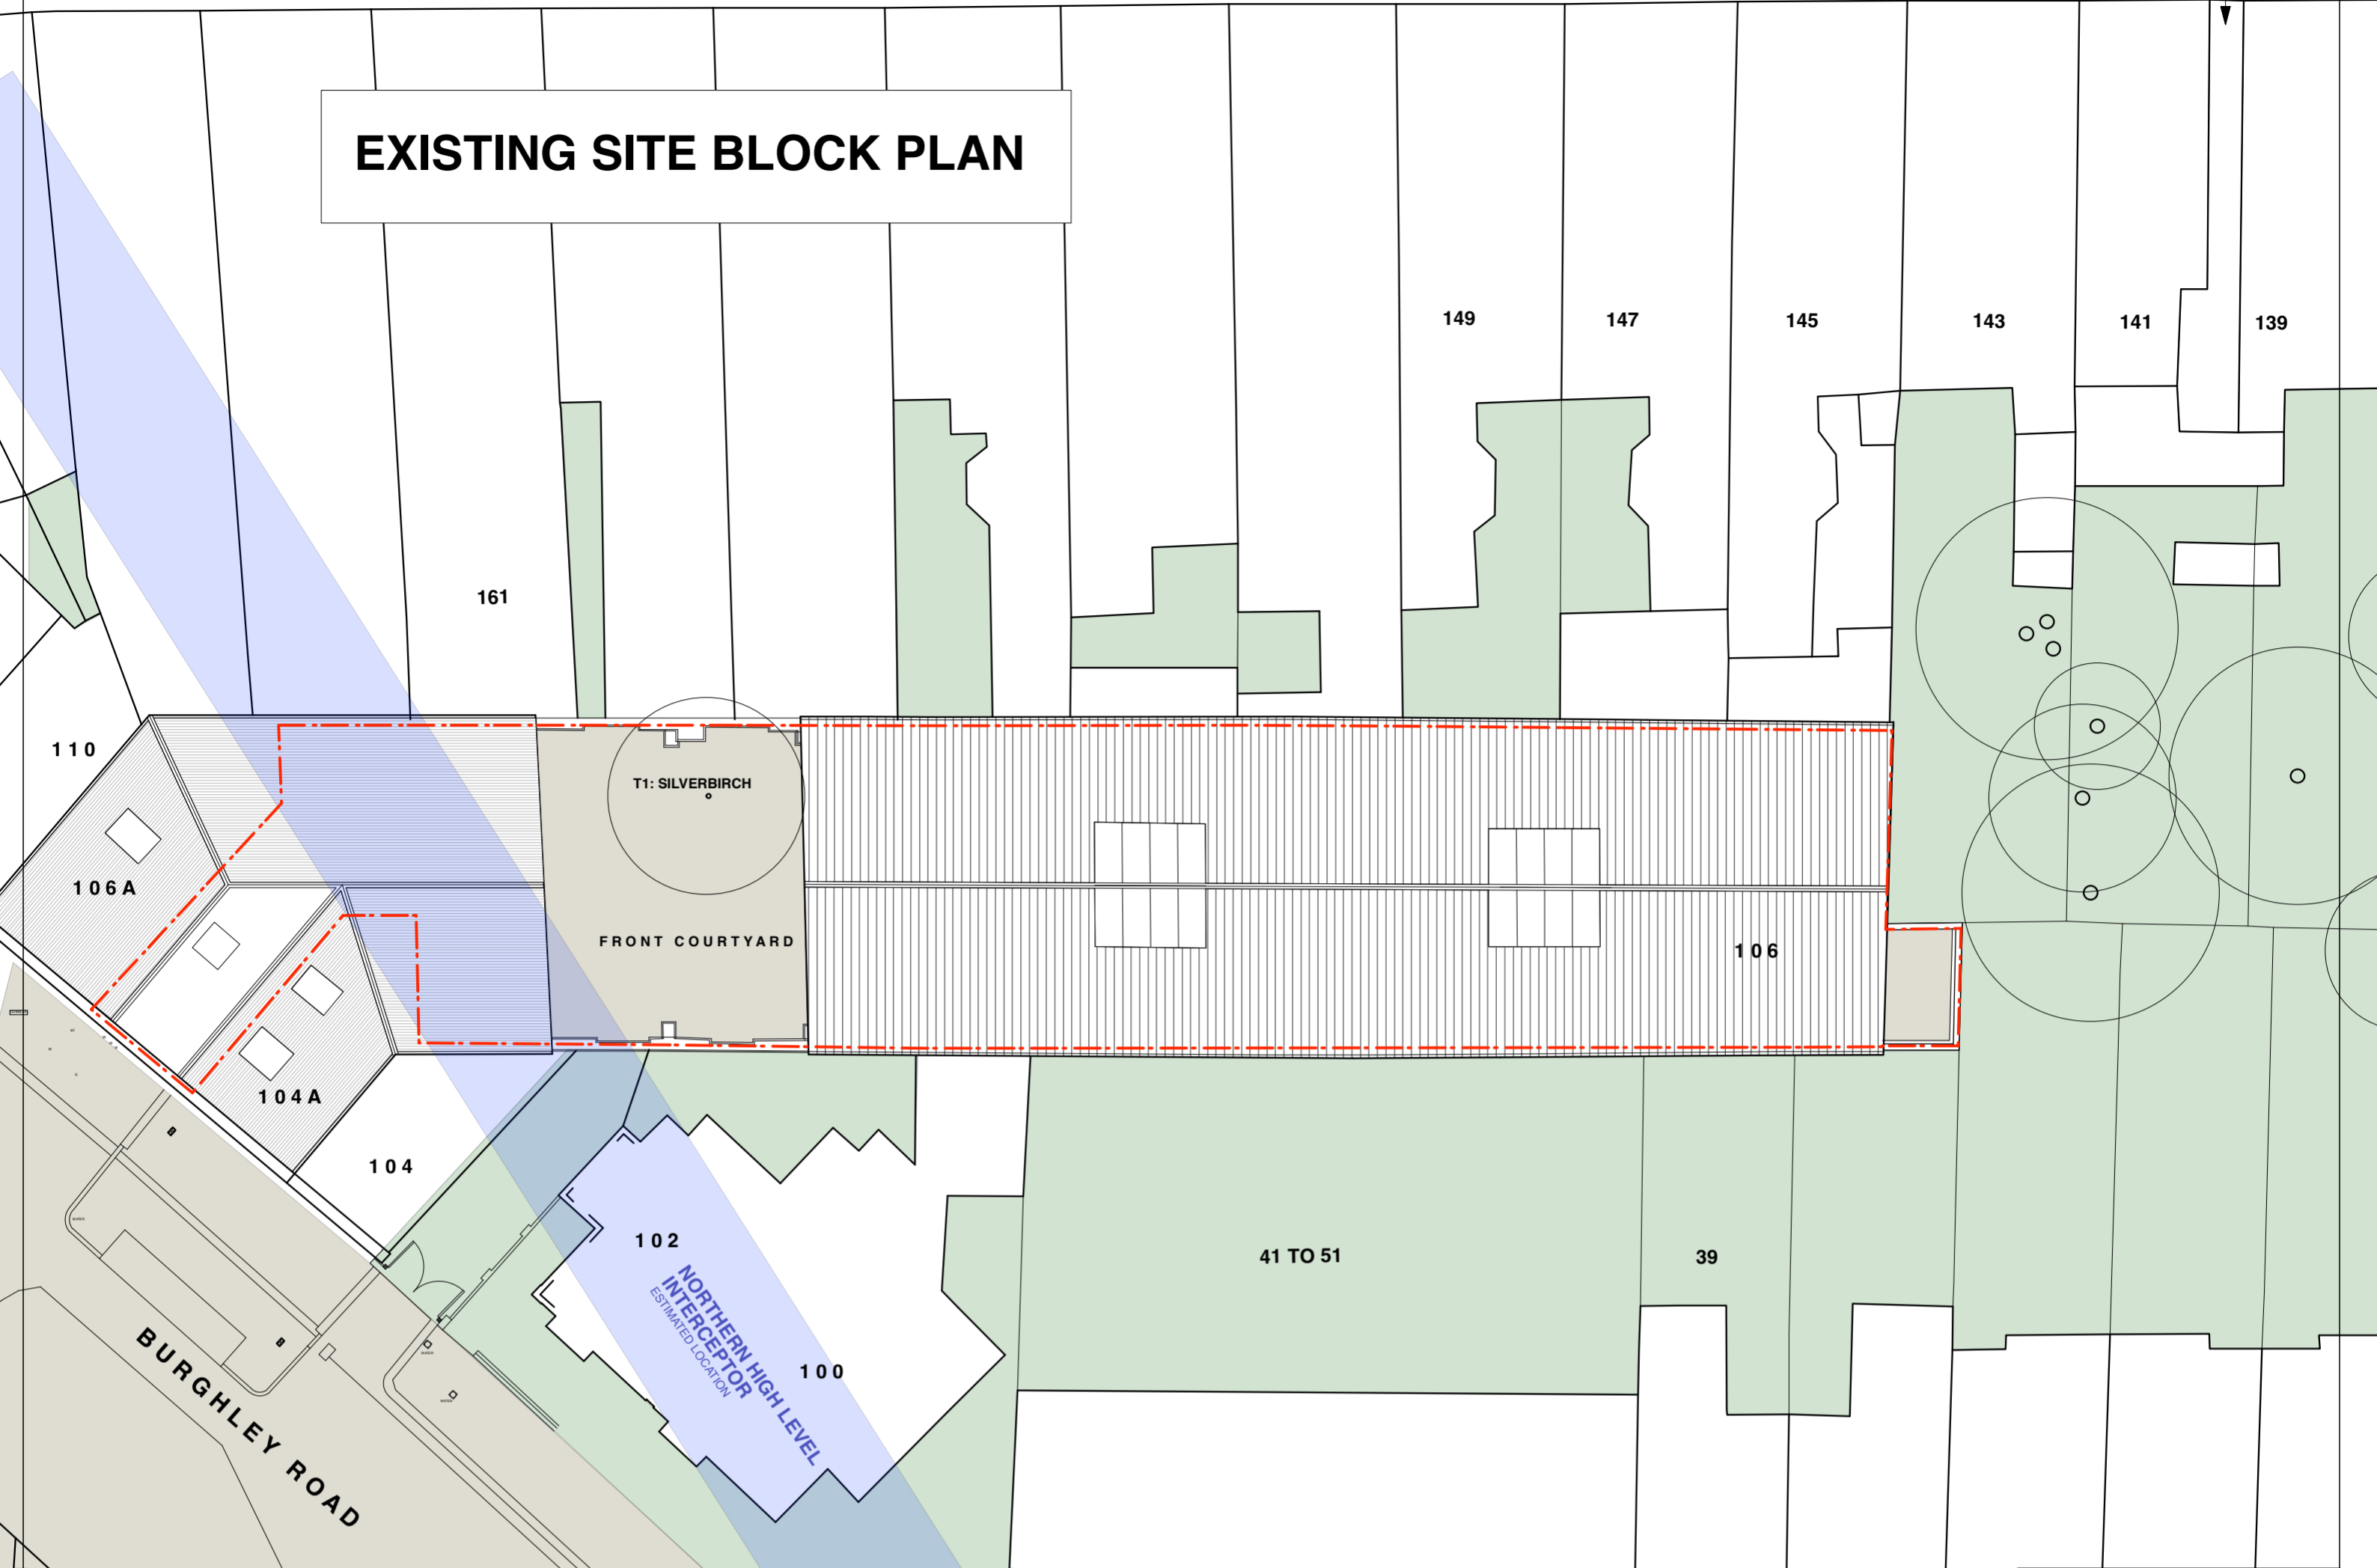 EXISTING SITE BLOCK PLAN
149
147
145
143
141
139
161
110
T1: SILVERBIRCH
106A
FRONT COURTYARD
106
104A
104
102
41 TO 51
39
NORTHERN HIGH LEVEL
INTERCEPTOR
ESTIMATED LOCATION
100
BURGHLEY ROAD